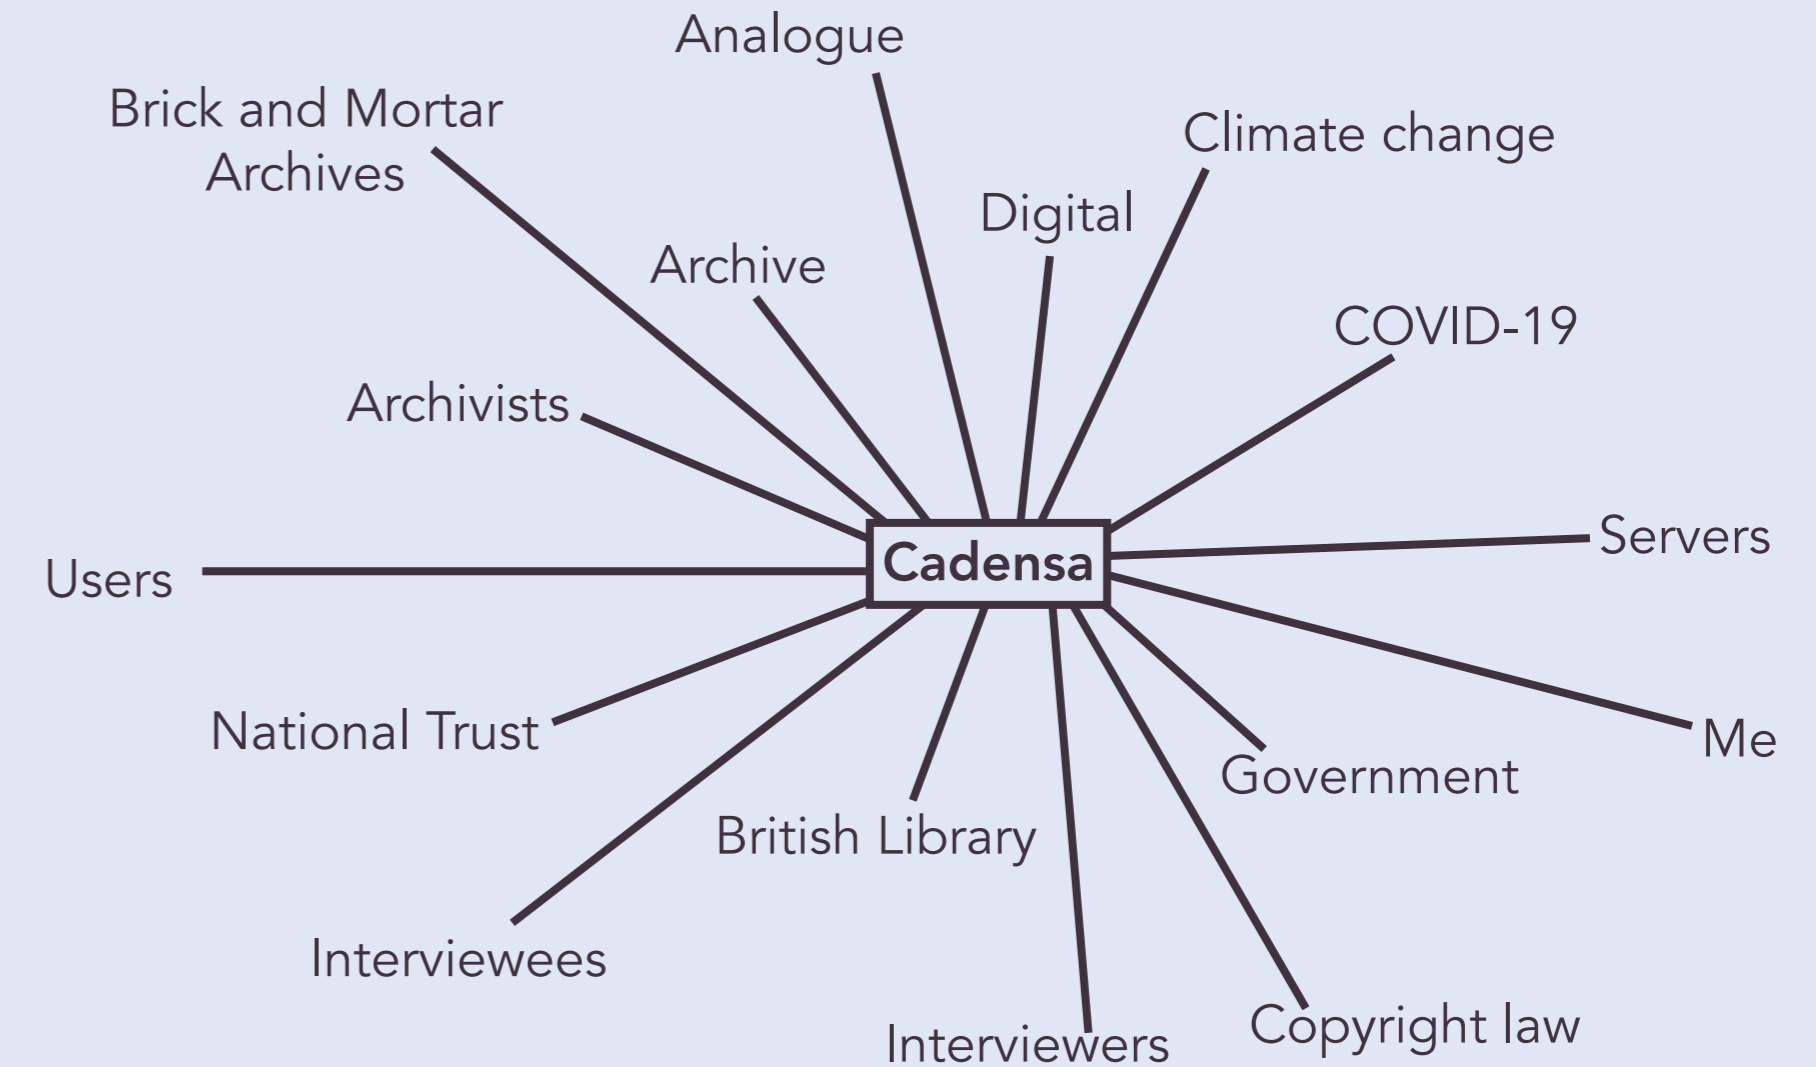 Analogue
Brick and Mortar
Archives
Climate change
Digital
Archive
COVID-19
Archivists
Servers
Cadensa
Users
National Trust
Me
Government
British Library
Interviewees
Copyright law
Interviewers